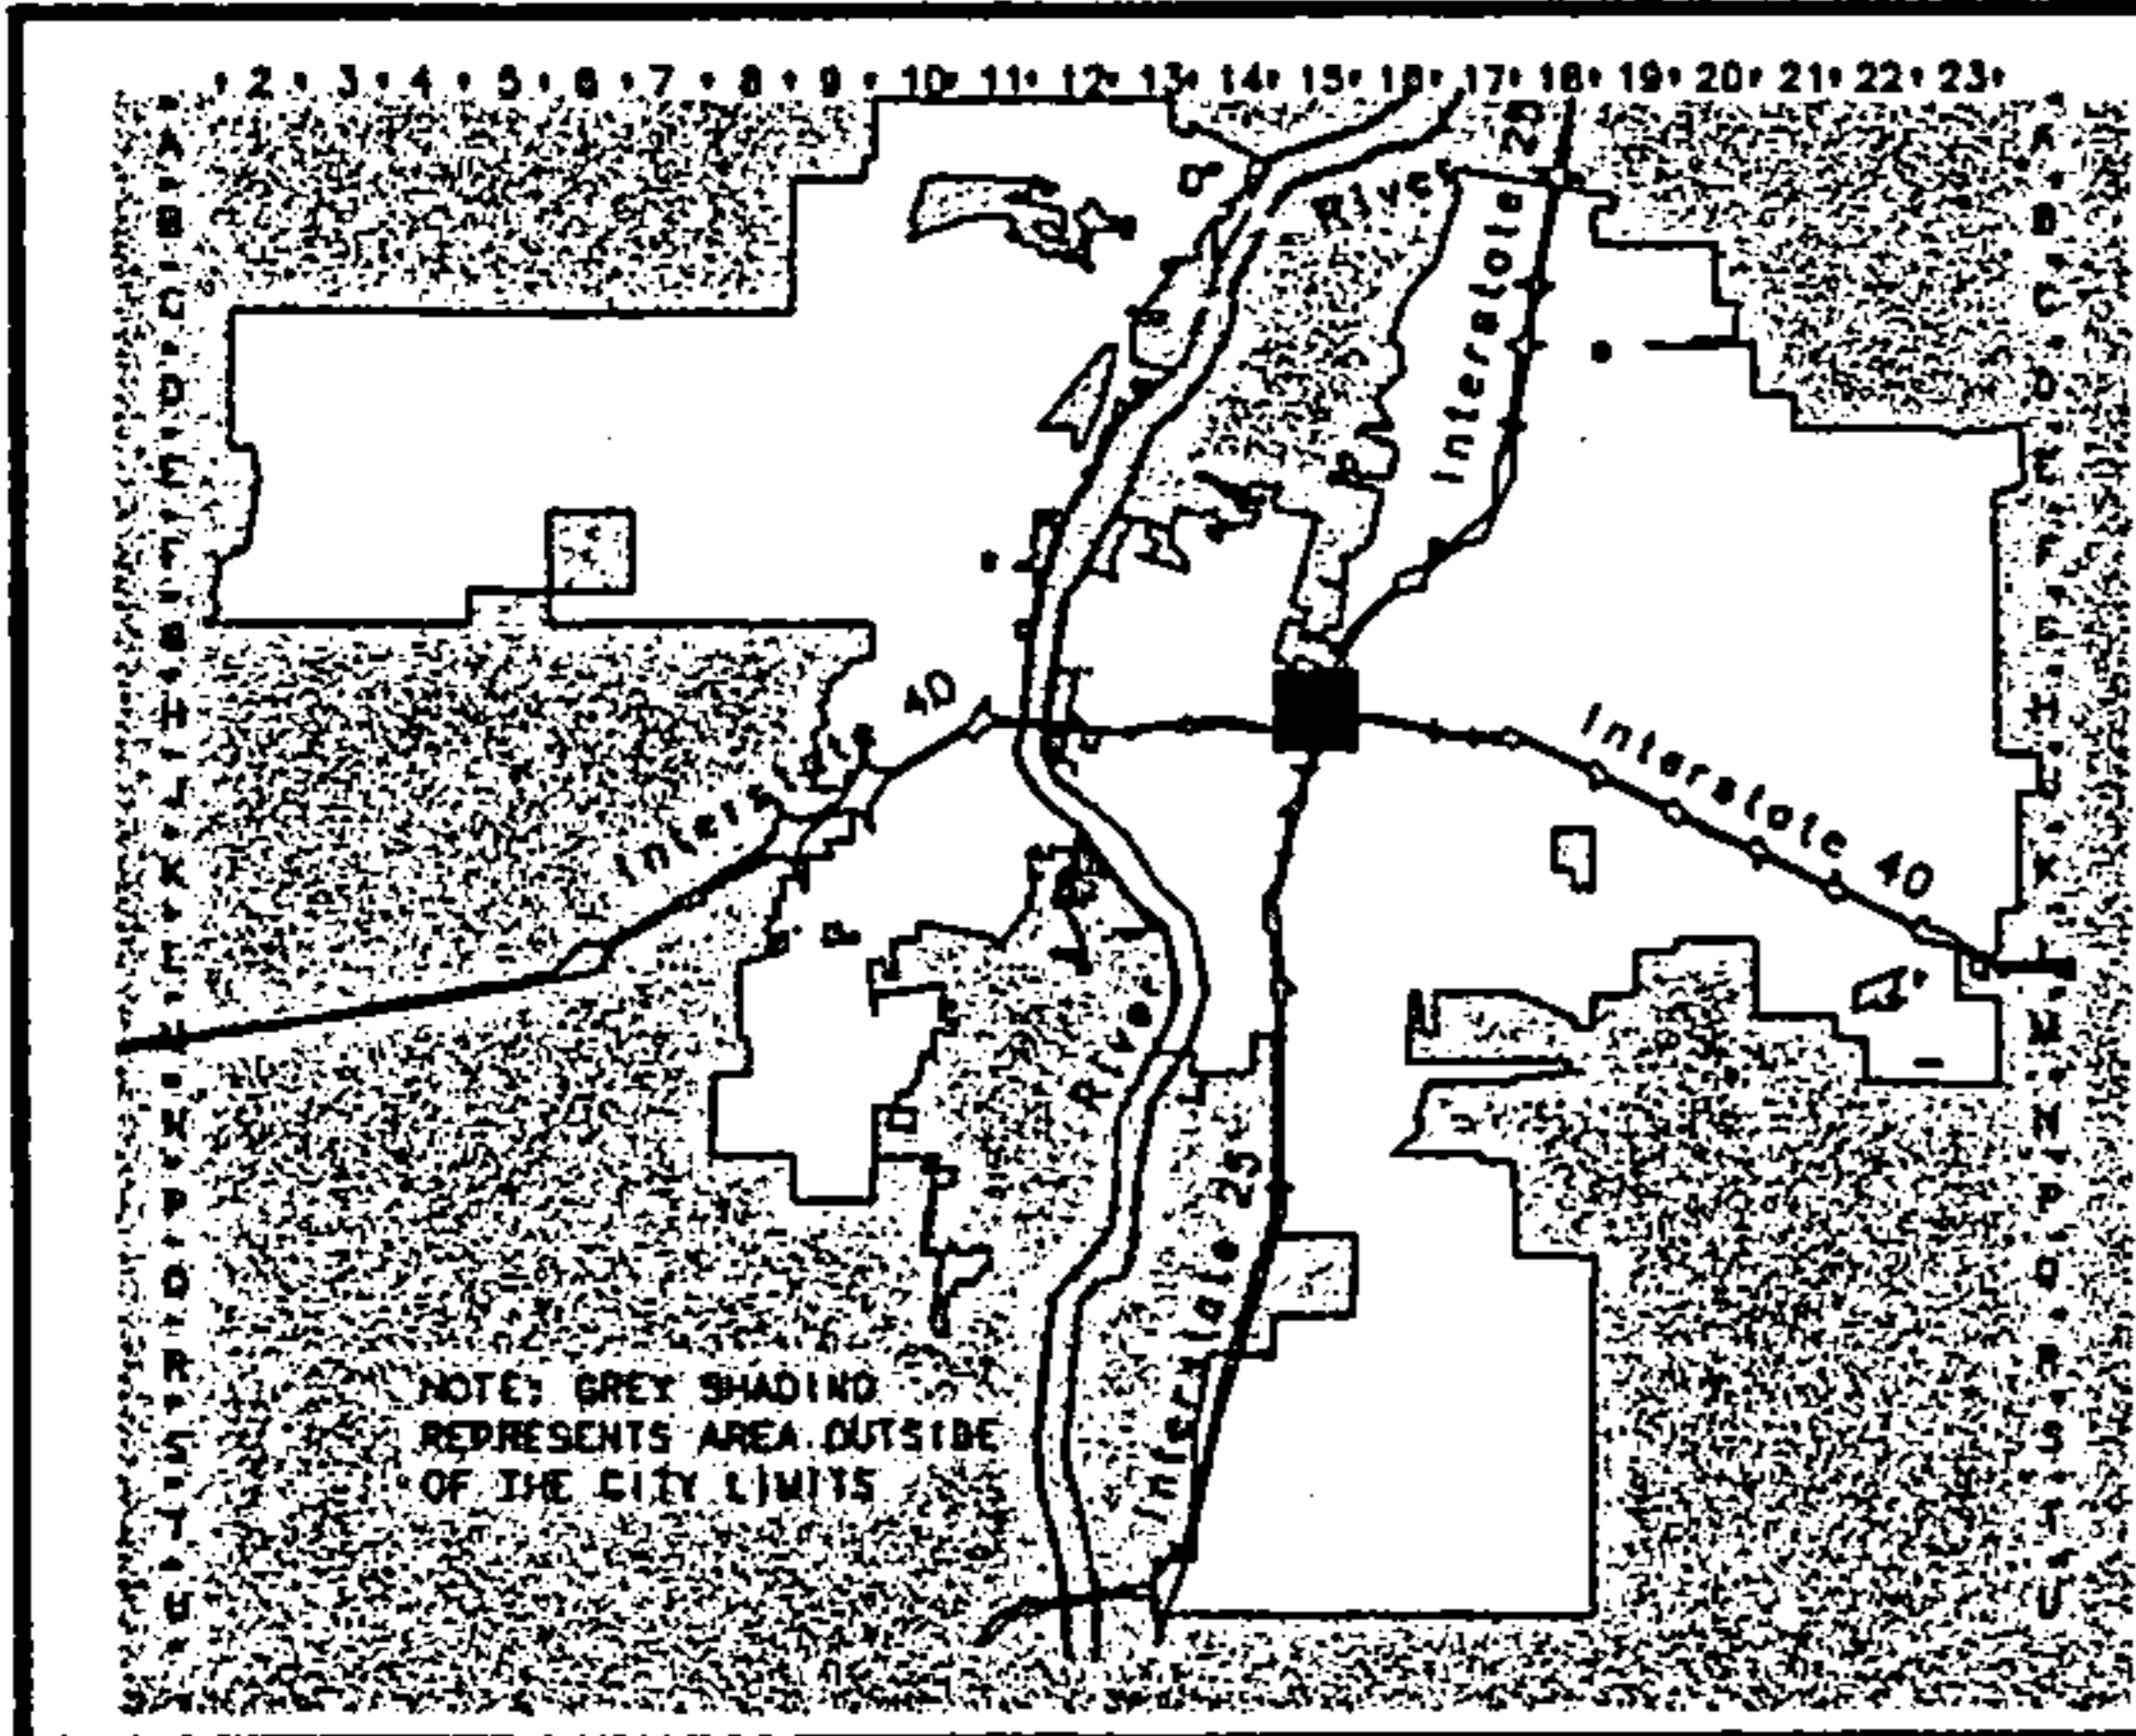 2 3 4 5 6 7 8 9 10 11 12 13 14 15 16 17 18 19 20 21 22 23
A
B
C
D
E
F
G
H
J
K
L
M
N
P
Q
R
S
T
U
River
Interstate 25
Interstate 40
Interstate 40
River
Interstate 25
NOTE: GREY SHADING
REPRESENTS AREA OUTSIDE
OF THE CITY LIMITS
A
B
C
D
E
F
H
J
K
L
M
N
P
Q
R
S
T
U